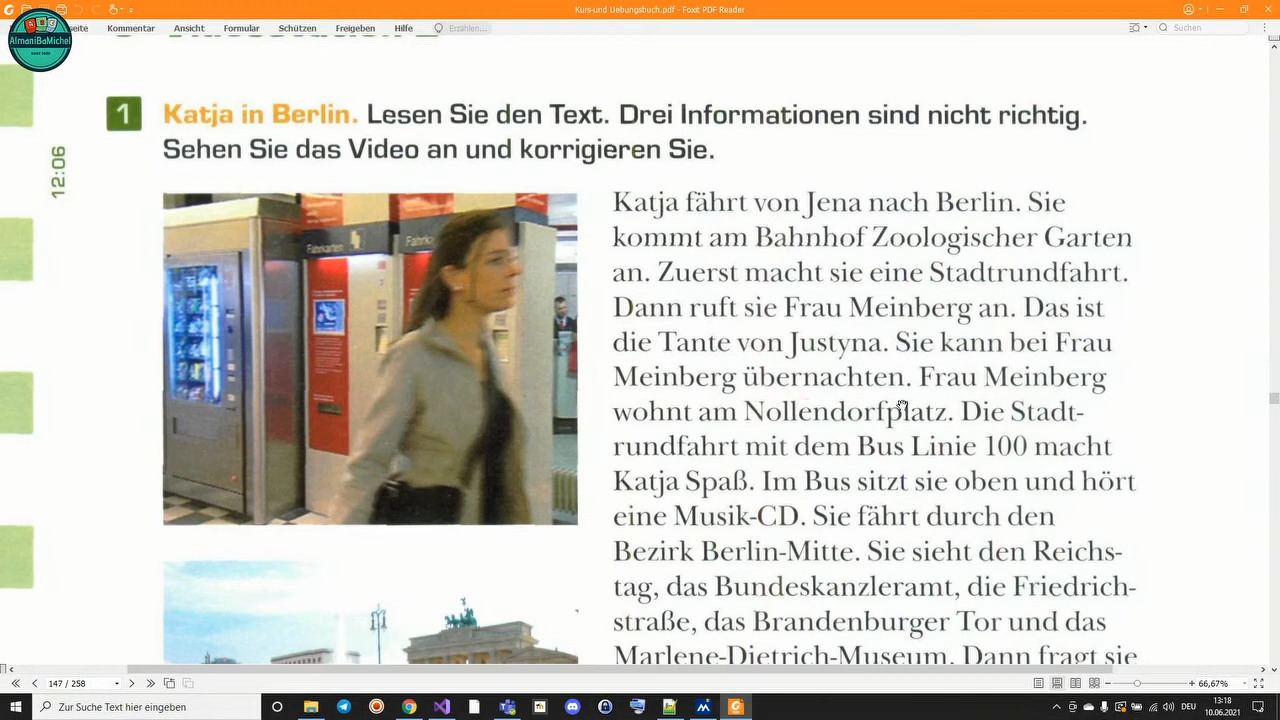 Kurs-und Uebungsbuch.pdf - Foxit PDF Reader
seite Kommentar Ansicht Formular Schützen Freigeben Hilfe Erzählen... Suchen
AlmaniBaMichel
SINCE 2020
1 Katja in Berlin. Lesen Sie den Text. Drei Informationen sind nicht richtig.
Sehen Sie das Video an und korrigieren Sie.
12:06
Fahrkarten
Fahrk
Katja fährt von Jena nach Berlin. Sie
kommt am Bahnhof Zoologischer Garten
an. Zuerst macht sie eine Stadtrundfahrt.
Dann ruft sie Frau Meinberg an. Das ist
die Tante von Justyna. Sie kann bei Frau
Meinberg übernachten. Frau Meinberg
wohnt am Nollendorfplatz. Die Stadt-
rundfahrt mit dem Bus Linie 100 macht
Katja Spaß. Im Bus sitzt sie oben und hört
eine Musik-CD. Sie fährt durch den
Bezirk Berlin-Mitte. Sie sieht den Reichs-
tag, das Bundeskanzleramt, die Friedrich-
straße, das Brandenburger Tor und das
Marlene-Dietrich-Museum. Dann fragt sie
147 / 258
66,67%
Zur Suche Text hier eingeben
DEU
13:18
10.06.2021